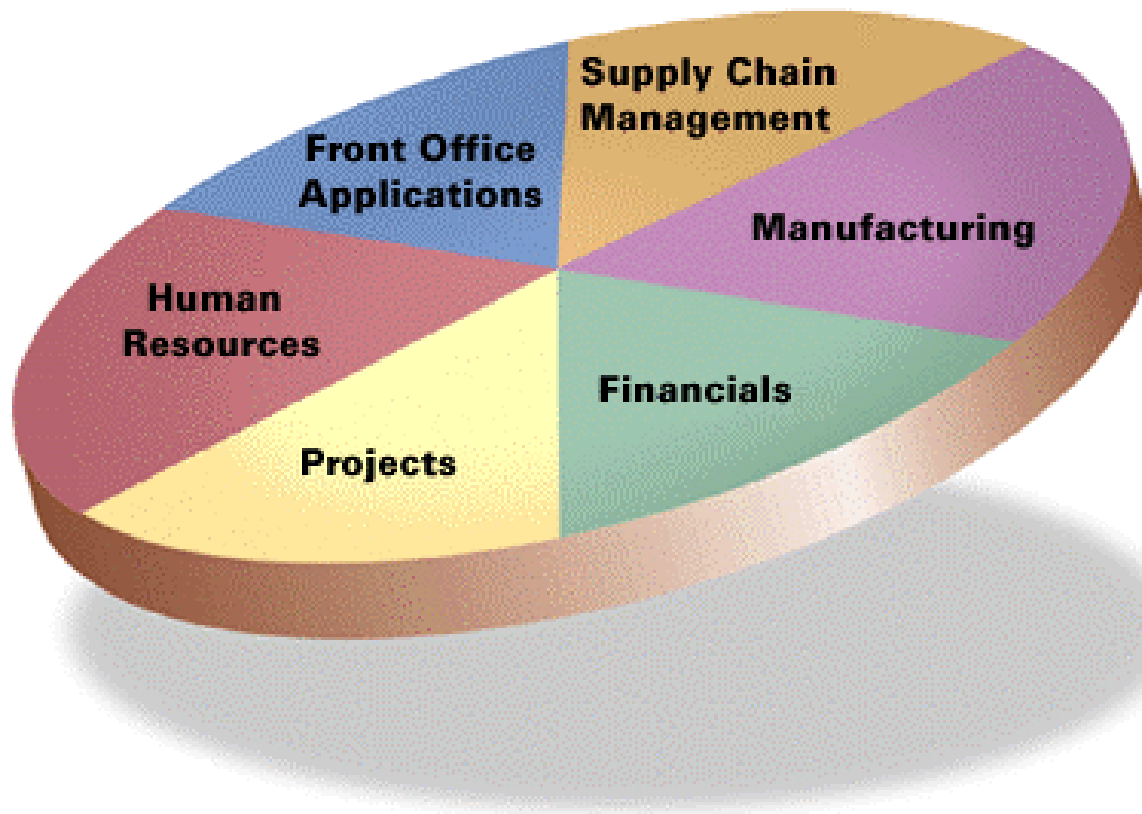 Supply Chain
Management
Front Office
Applications
Manufacturing
Human
Resources
Financials
Projects